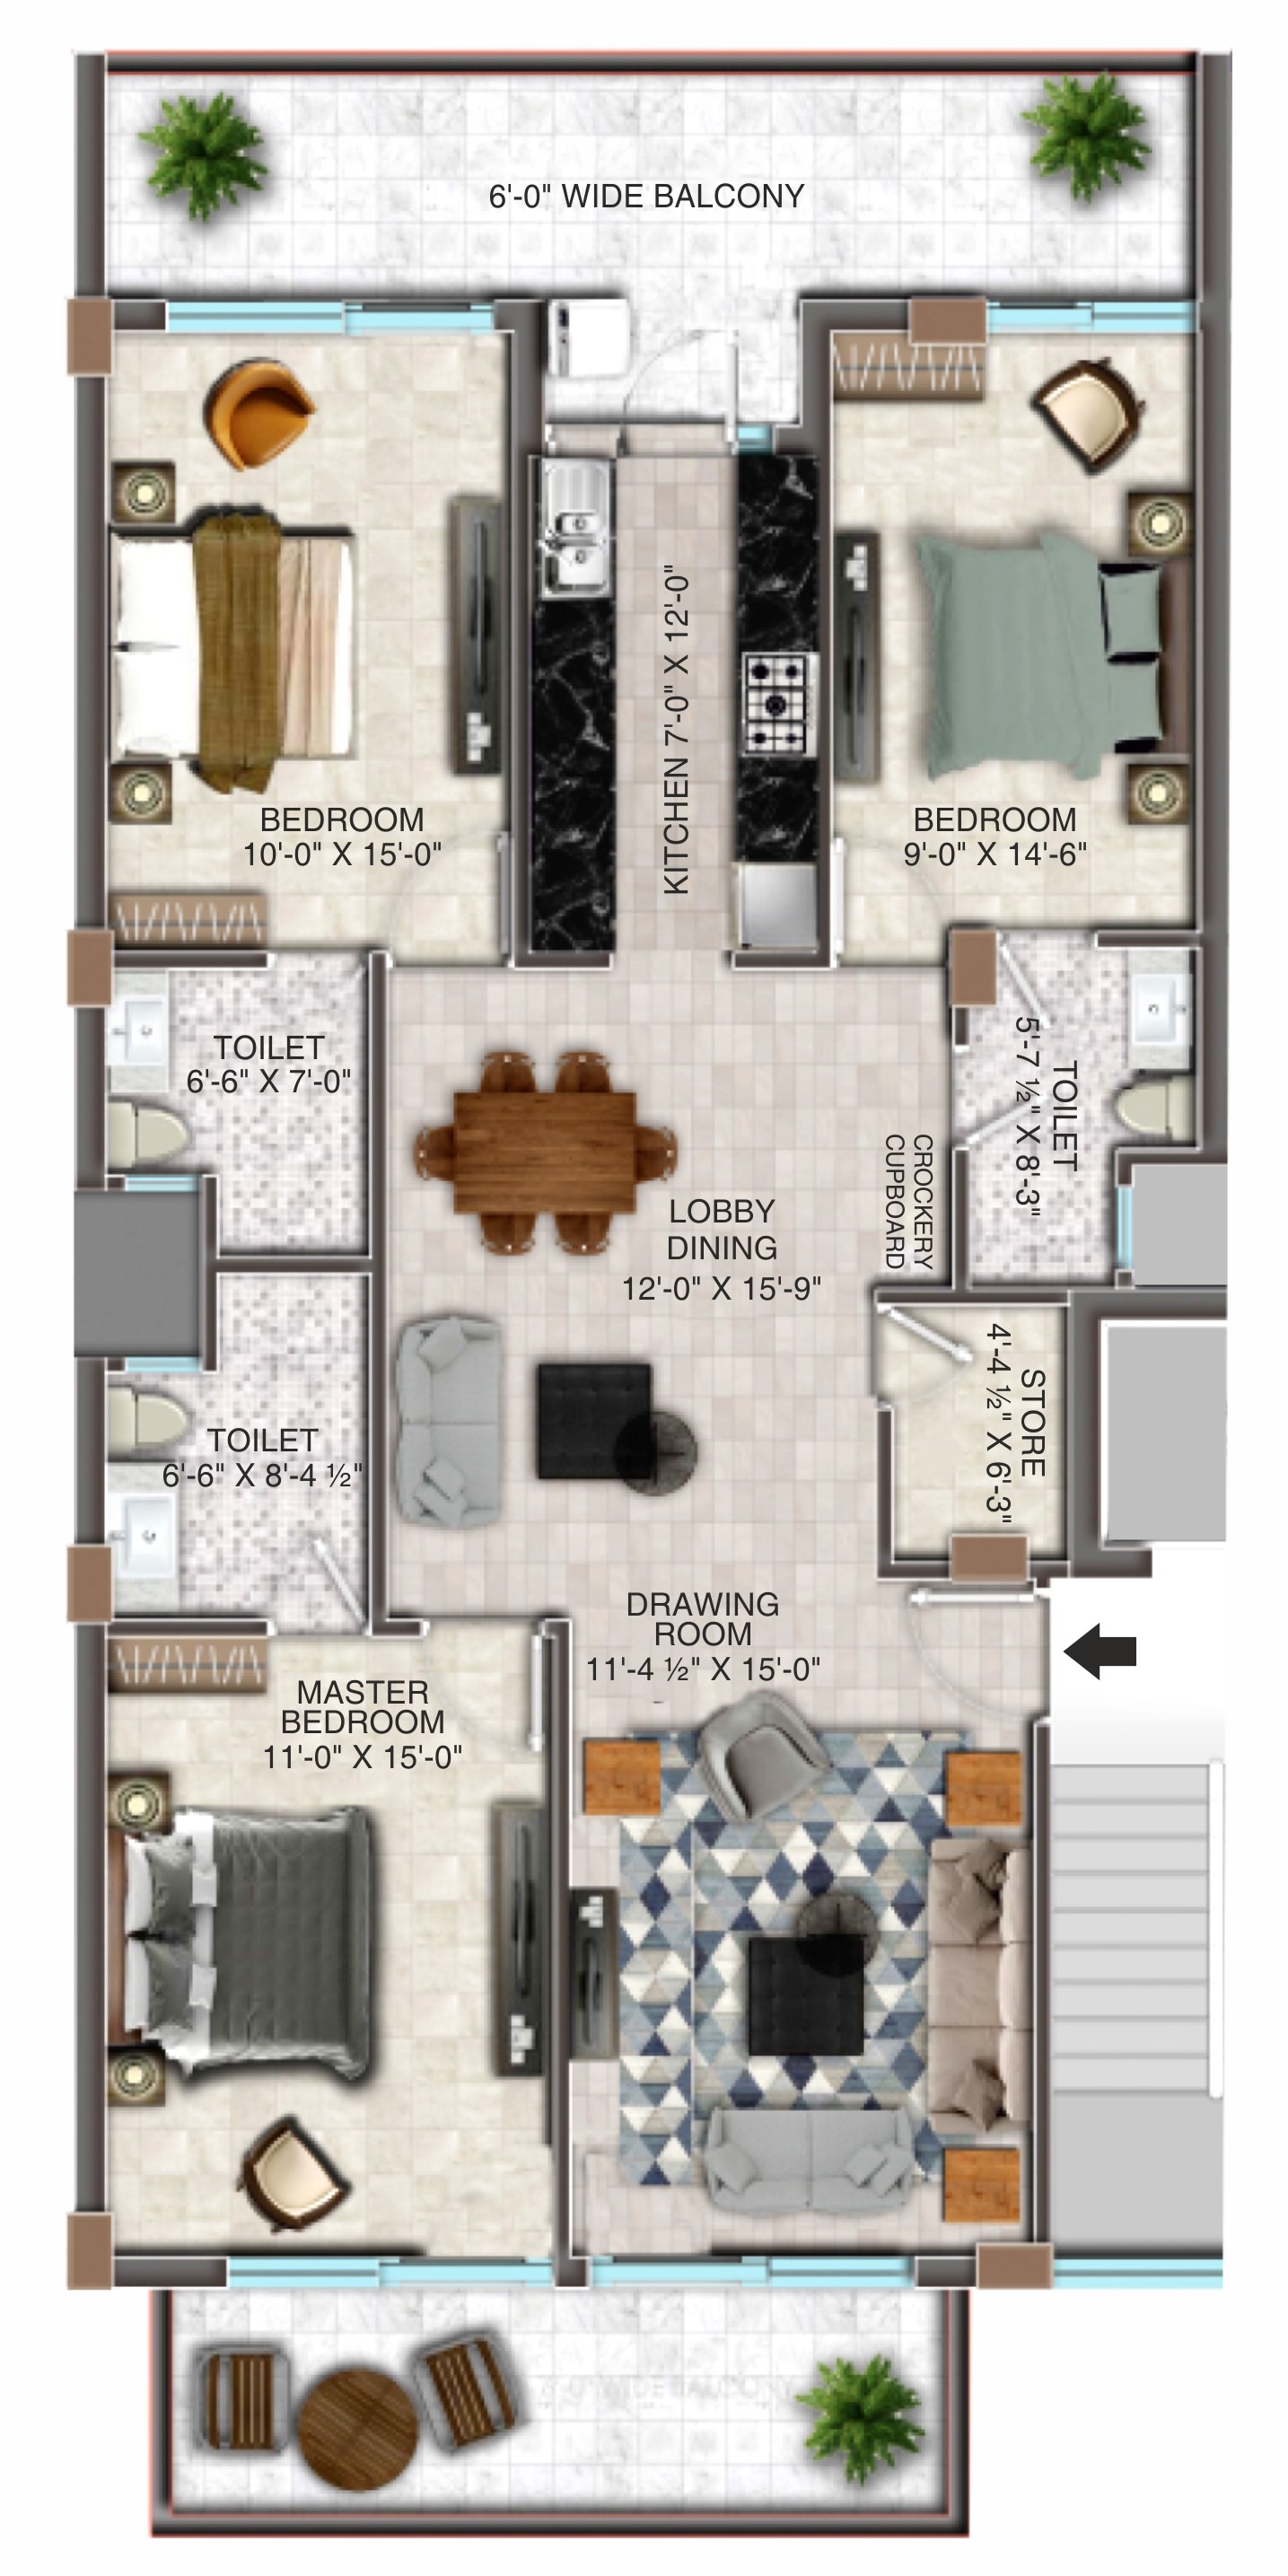 6'-0" WIDE BALCONY
KITCHEN 7'-0" X 12'-0"
BEDROOM
10'-0" X 15'-0"
BEDROOM
9'-0" X 14'-6"
TOILET
6'-6" X 7'-0"
TOILET
5'-7 ½" X 8'-3"
CROCKERY
CUPBOARD
LOBBY
DINING
12'-0" X 15'-9"
STORE
4'-4 ½" X 6'-3"
TOILET
6'-6" X 8'-4 ½"
DRAWING
ROOM
11'-4 ½" X 15'-0"
MASTER
BEDROOM
11'-0" X 15'-0"
WIDE BALCONY